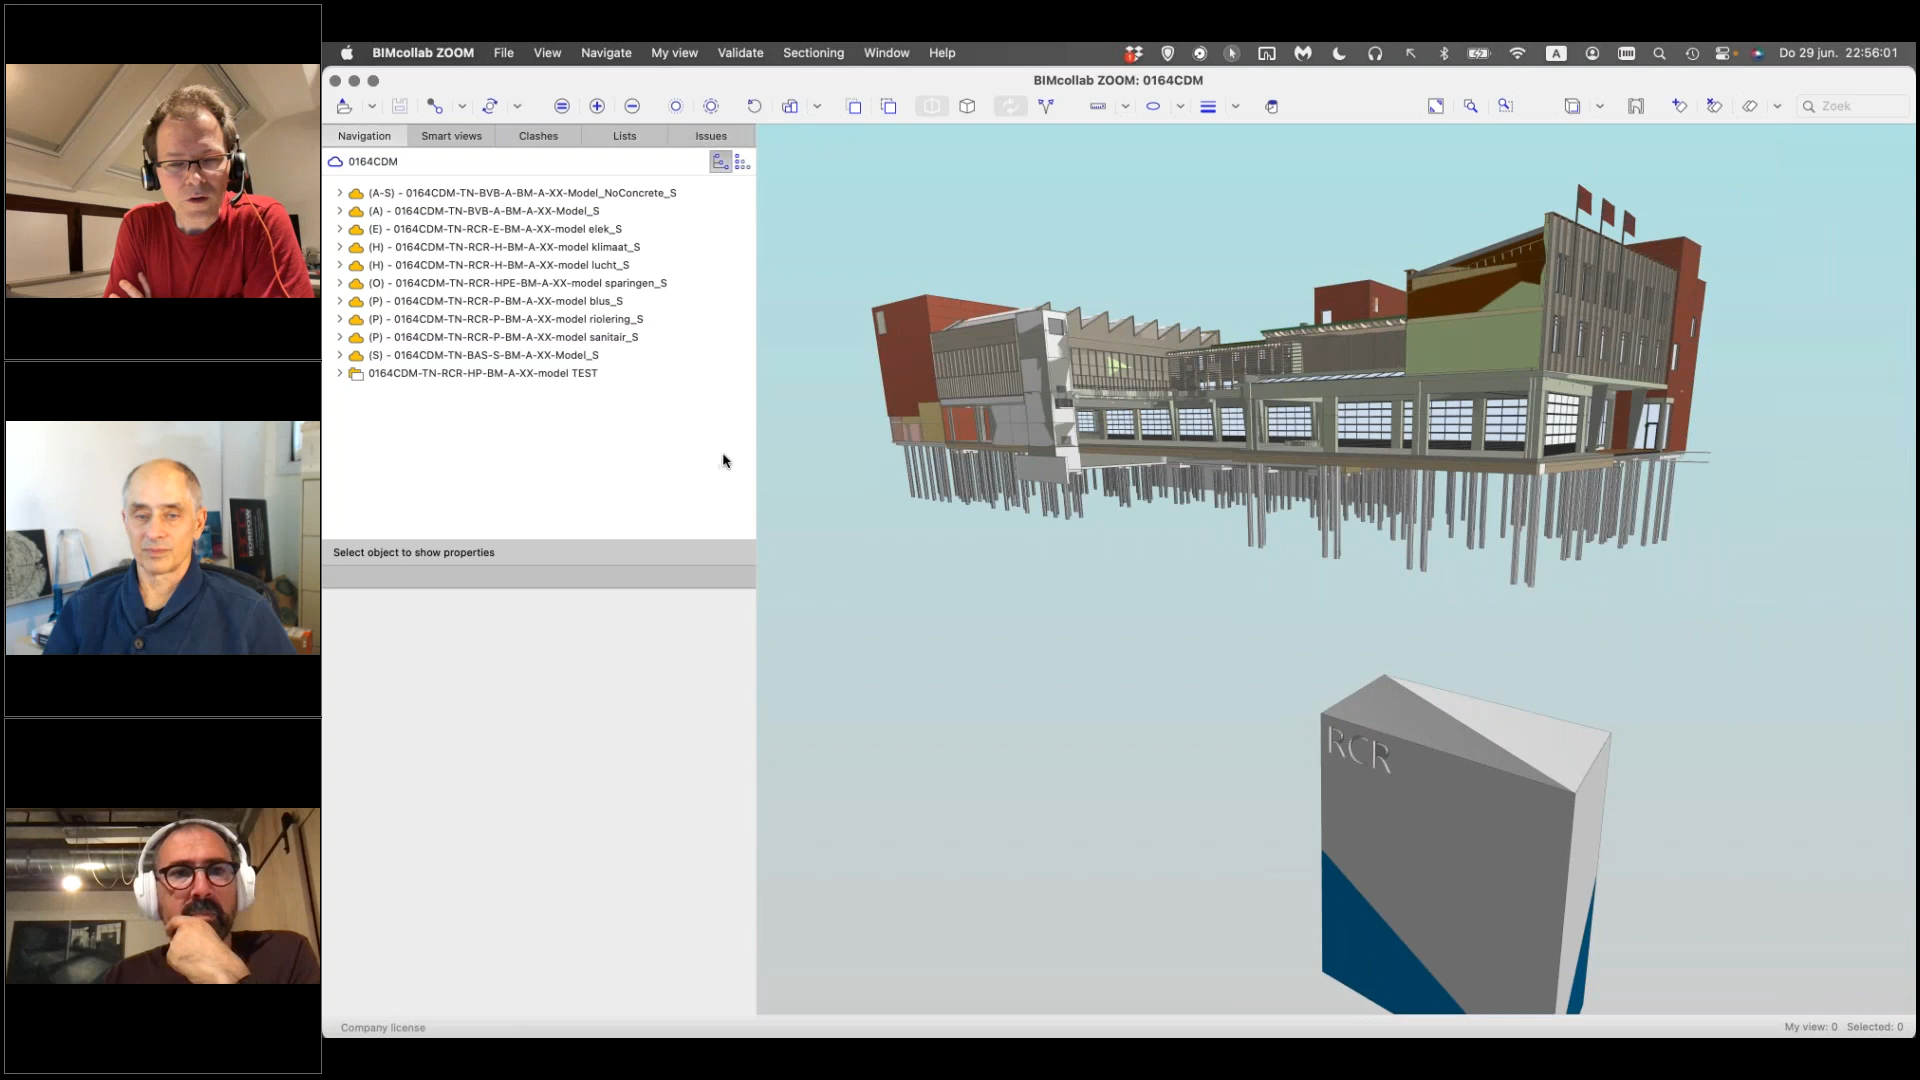 BIMcollab ZOOM File View Navigate My view Validate Sectioning Window Help A Do 29 jun. 22:56:01
BIMcollab ZOOM: 0164CDM
Zoek
Navigation Smart views Clashes Lists Issues
0164CDM
(A-S) - 0164CDM-TN-BVB-A-BM-A-XX-Model_NoConcrete_S
(A) - 0164CDM-TN-BVB-A-BM-A-XX-Model_S
(E) - 0164CDM-TN-RCR-E-BM-A-XX-model elek_S
(H) - 0164CDM-TN-RCR-H-BM-A-XX-model klimaat_S
(H) - 0164CDM-TN-RCR-H-BM-A-XX-model lucht_S
(O) - 0164CDM-TN-RCR-HPE-BM-A-XX-model sparingen_S
(P) - 0164CDM-TN-RCR-P-BM-A-XX-model blus_S
(P) - 0164CDM-TN-RCR-P-BM-A-XX-model riolering_S
(P) - 0164CDM-TN-RCR-P-BM-A-XX-model sanitair_S
(S) - 0164CDM-TN-BAS-S-BM-A-XX-Model_S
0164CDM-TN-RCR-HP-BM-A-XX-model TEST
Select object to show properties
RCR
Company license
My view: 0 Selected: 0